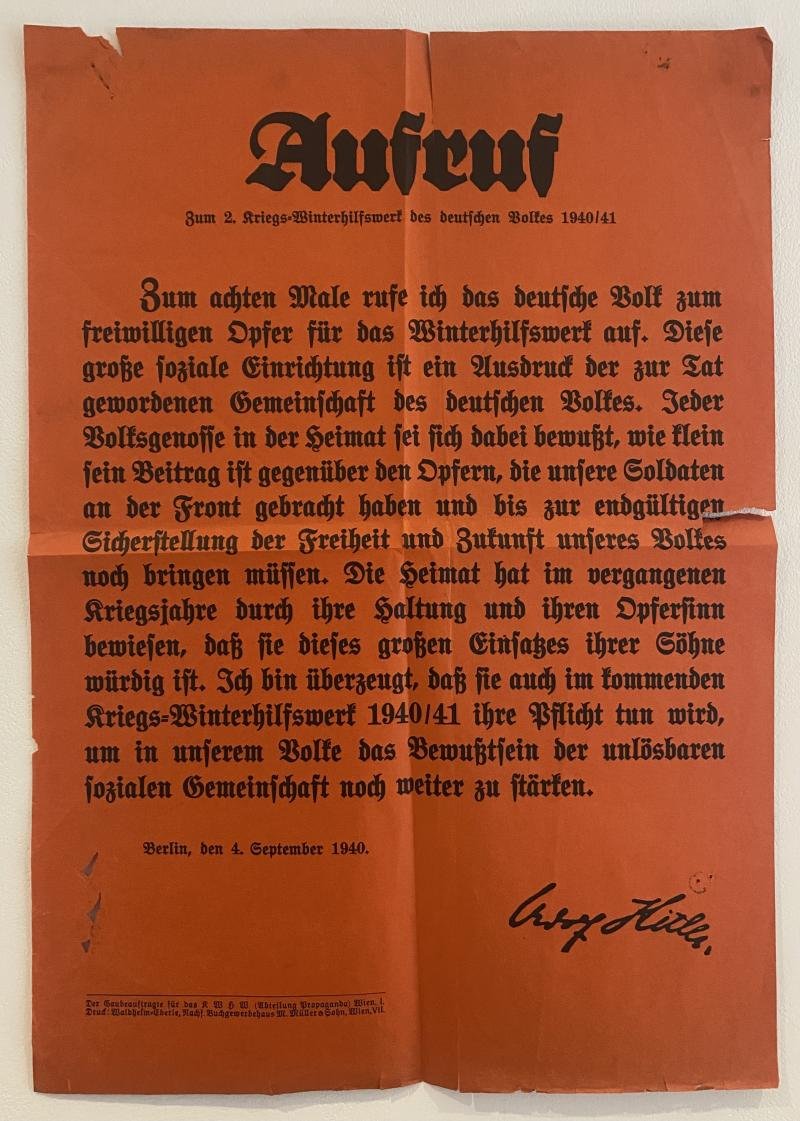 Aufruf
Zum 2. Kriegs-Winterhilfswerk des deutschen Volkes 1940/41
Zum achten Male rufe ich das deutsche Volk zum
freiwilligen Opfer für das Winterhilfswerk auf. Diese
große soziale Einrichtung ist ein Ausdruck der zur Tat
gewordenen Gemeinschaft des deutschen Volkes. Jeder
Volksgenosse in der Heimat sei sich dabei bewußt, wie klein
sein Beitrag ist gegenüber den Opfern, die unsere Soldaten
an der Front gebracht haben und bis zur endgültigen
Sicherstellung der Freiheit und Zukunft unseres Volkes
noch bringen müssen. Die Heimat hat im vergangenen
Kriegsjahre durch ihre Haltung und ihren Opfersinn
bewiesen, daß sie dieses großen Einsatzes ihrer Söhne
würdig ist. Ich bin überzeugt, daß sie auch im kommenden
Kriegs-Winterhilfswerk 1940/41 ihre Pflicht tun wird,
um in unserem Volke das Bewußtsein der unlösbaren
sozialen Gemeinschaft noch weiter zu stärken.
Berlin, den 4. September 1940.
Adolf Hitler.
Der Gaubeauftragte für das K W H W (Abteilung Propaganda) Wien, I.
Druck: Waldheim-Eberle, Nachf. Buchgewerbehaus M. Müller & Sohn, Wien, VII.